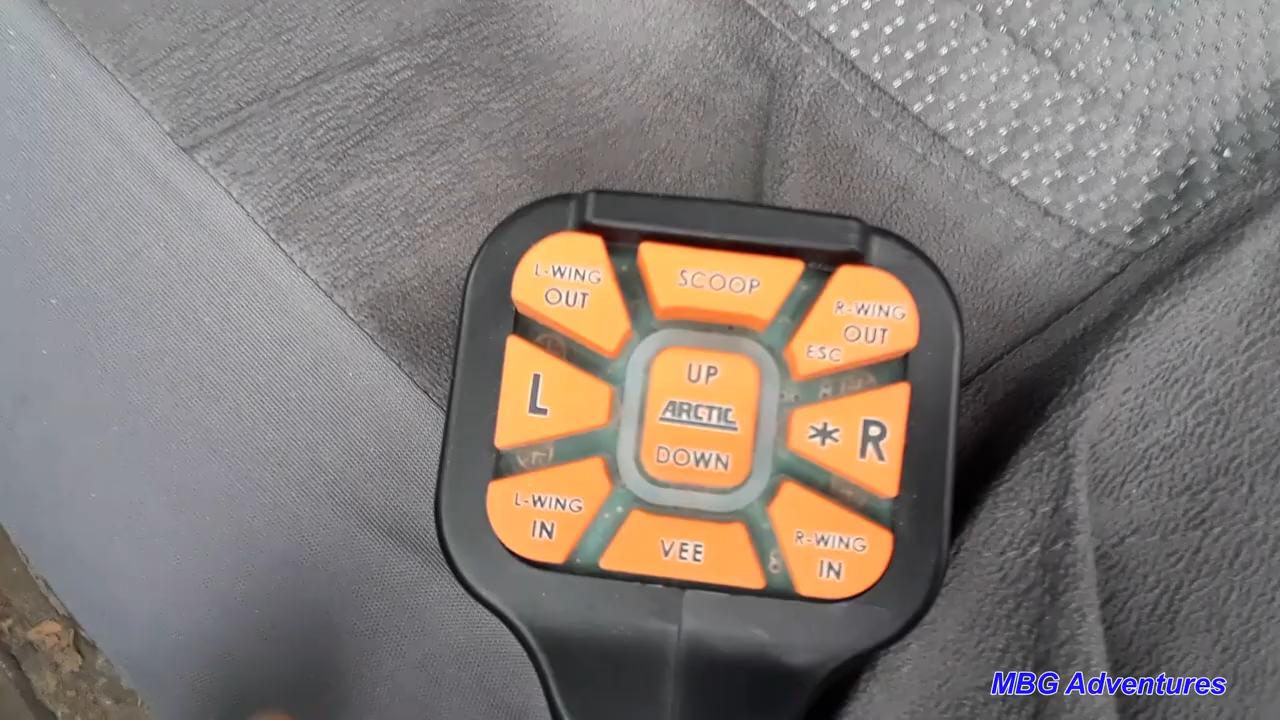 L-WING
OUT
SCOOP
R-WING
OUT
ESC
L
UP
ARCTIC
DOWN
* R
L-WING
IN
VEE
R-WING
IN
MBG Adventures